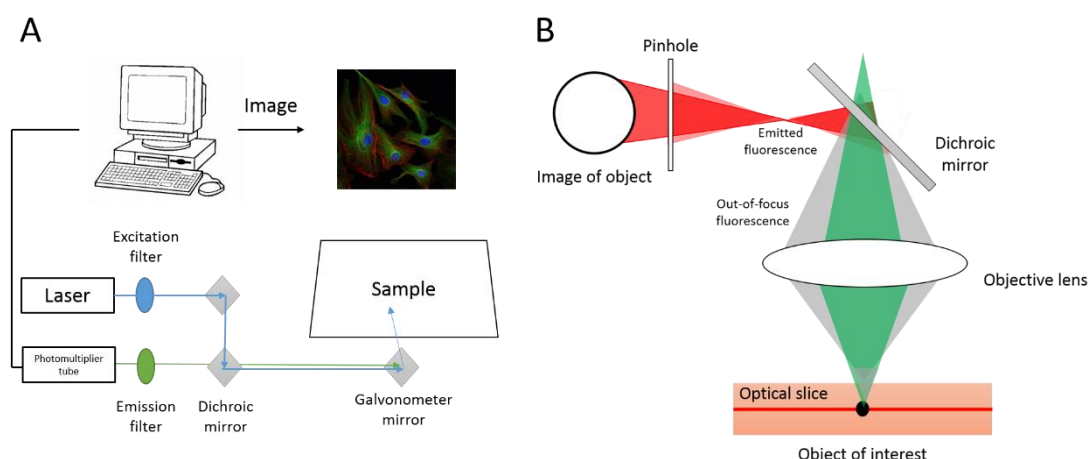 A
Image
Excitation
filter
Laser
Sample
Photomultiplier
tube
Emission
filter
Dichroic
mirror
Galvonometer
mirror
B
Pinhole
Emitted
fluorescence
Image of object
Dichroic
mirror
Out-of-focus
fluorescence
Objective lens
Optical slice
Object of interest